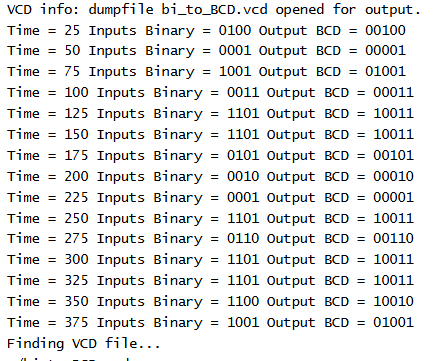 VCD info: dumpfile bi_to_BCD.vcd opened for output.
Time = 25 Inputs Binary = 0100 Output BCD = 00100
Time = 50 Inputs Binary = 0001 Output BCD = 00001
Time = 75 Inputs Binary = 1001 Output BCD = 01001
Time = 100 Inputs Binary = 0011 Output BCD = 00011
Time = 125 Inputs Binary = 1101 Output BCD = 10011
Time = 150 Inputs Binary = 1101 Output BCD = 10011
Time = 175 Inputs Binary = 0101 Output BCD = 00101
Time = 200 Inputs Binary = 0010 Output BCD = 00010
Time = 225 Inputs Binary = 0001 Output BCD = 00001
Time = 250 Inputs Binary = 1101 Output BCD = 10011
Time = 275 Inputs Binary = 0110 Output BCD = 00110
Time = 300 Inputs Binary = 1101 Output BCD = 10011
Time = 325 Inputs Binary = 1101 Output BCD = 10011
Time = 350 Inputs Binary = 1100 Output BCD = 10010
Time = 375 Inputs Binary = 1001 Output BCD = 01001
Finding VCD file...